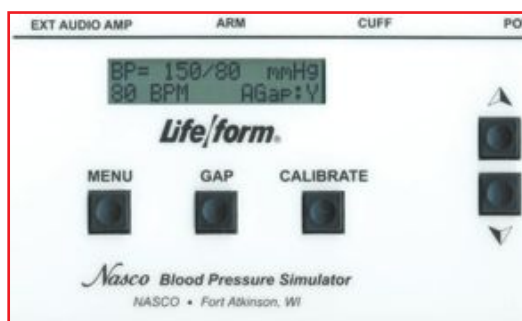 EXT AUDIO AMP ARM CUFF PO
BP= 150/80 mmHg
80 BPM AGap:Y
Life/form®
MENU GAP CALIBRATE
Nasco Blood Pressure Simulator
NASCO • Fort Atkinson, WI